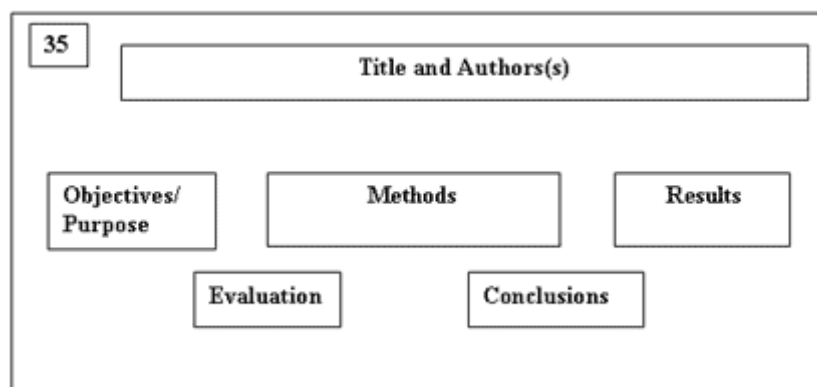 35
Title and Authors(s)
Objectives/
Purpose
Methods
Results
Evaluation
Conclusions